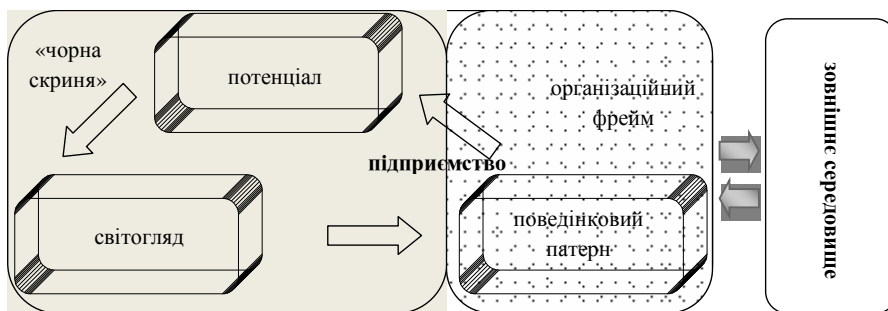 «чорна
скриня»
потенціал
організаційний
фрейм
підприємство
світогляд
поведінковий
патерн
зовнішнє середовище